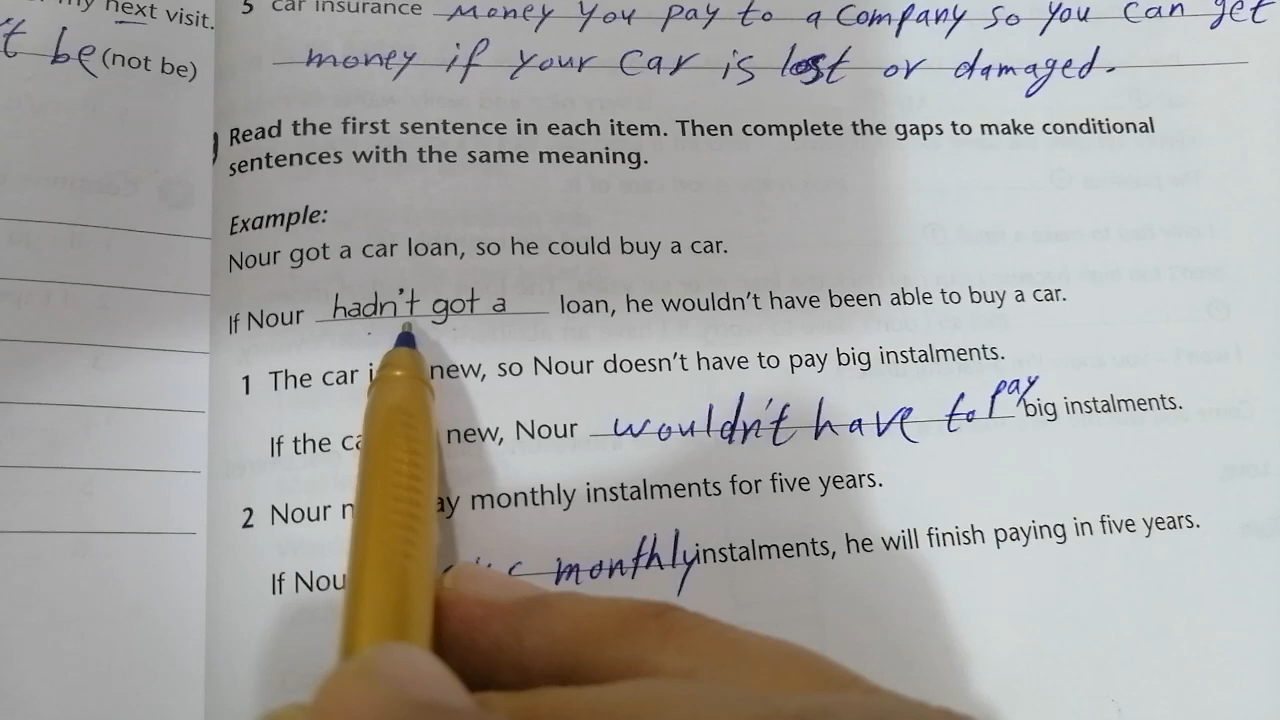 next visit.
't be (not be)
5 car insurance money you pay to a company so you can get
money if your car is lost or damaged.
Read the first sentence in each item. Then complete the gaps to make conditional
sentences with the same meaning.
Example:
Nour got a car loan, so he could buy a car.
If Nour hadn't got a loan, he wouldn't have been able to buy a car.
1 The car new, so Nour doesn't have to pay big instalments.
If the new, Nour wouldn't have to pay big instalments.
2 Nour monthly instalments for five years.
If monthly instalments, he will finish paying in five years.